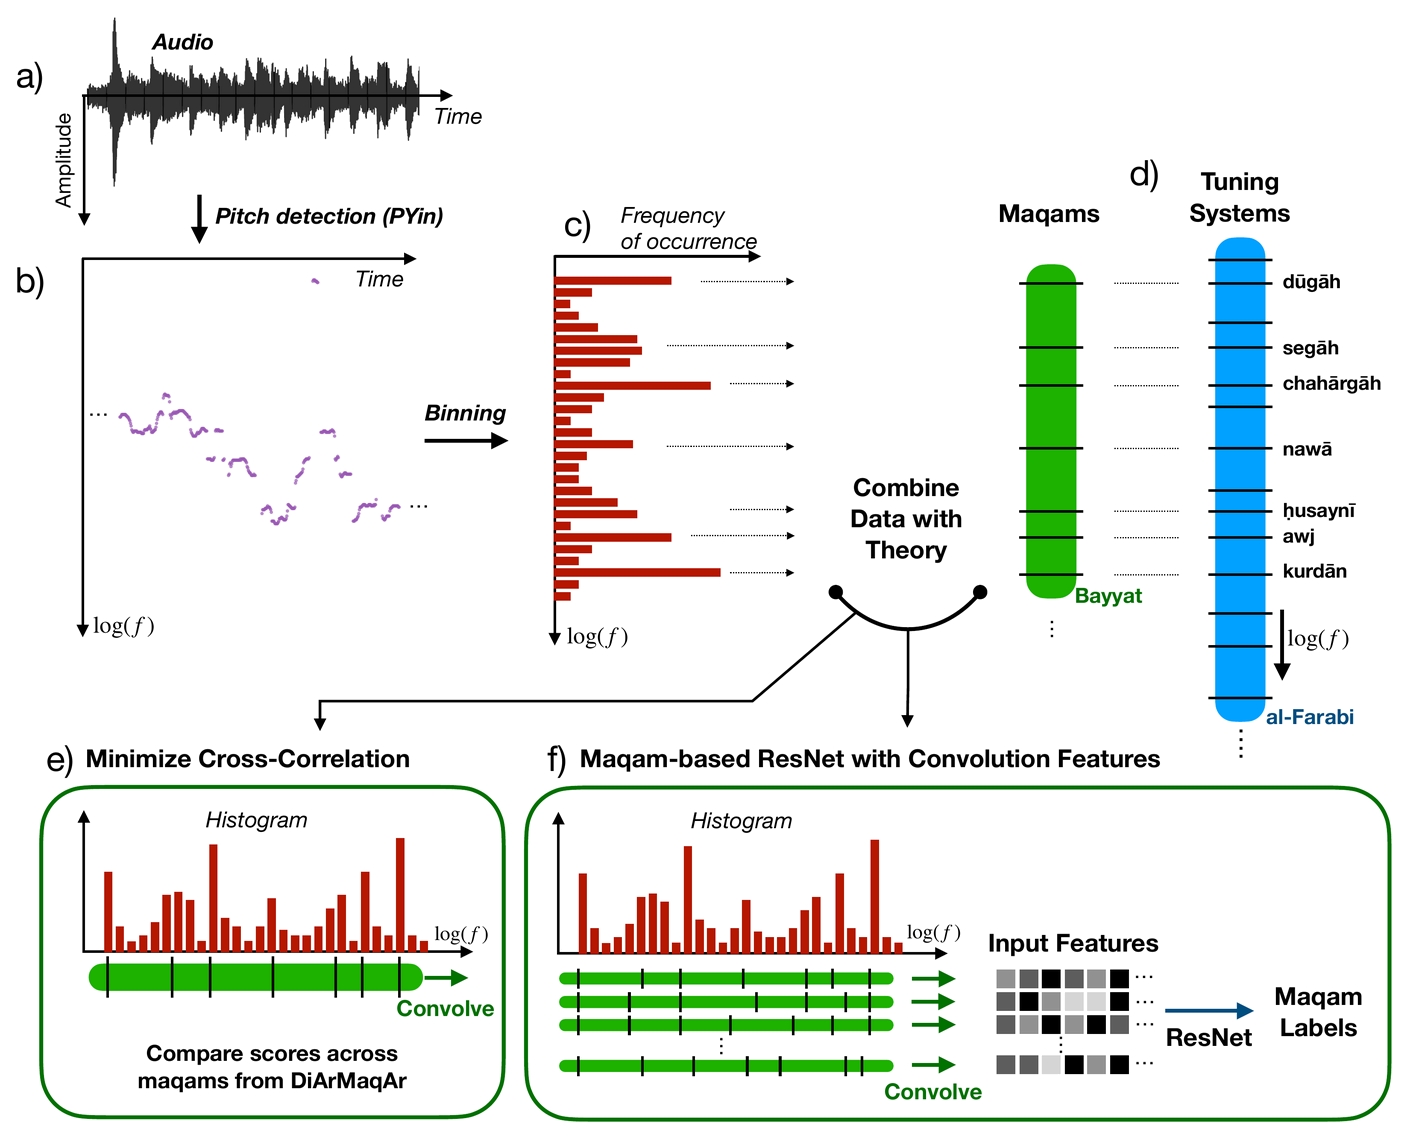 a)
Audio
Amplitude
Time
Pitch detection (PYin)
b)
Time
...
...
log(f)
Binning
c)
Frequency
of occurrence
log(f)
Combine
Data with
Theory
d)
Maqams
Tuning
Systems
dūgāh
segāh
chahārgāh
nawā
ḥusaynī
awj
kurdān
Bayyat
⋮
log(f)
al-Farabi
⋮
e) Minimize Cross-Correlation
Histogram
log(f)
Convolve
Compare scores across
maqams from DiArMaqAr
f) Maqam-based ResNet with Convolution Features
Histogram
log(f)
⋮
Convolve
Input Features
...
...
...
⋮
...
ResNet
Maqam
Labels